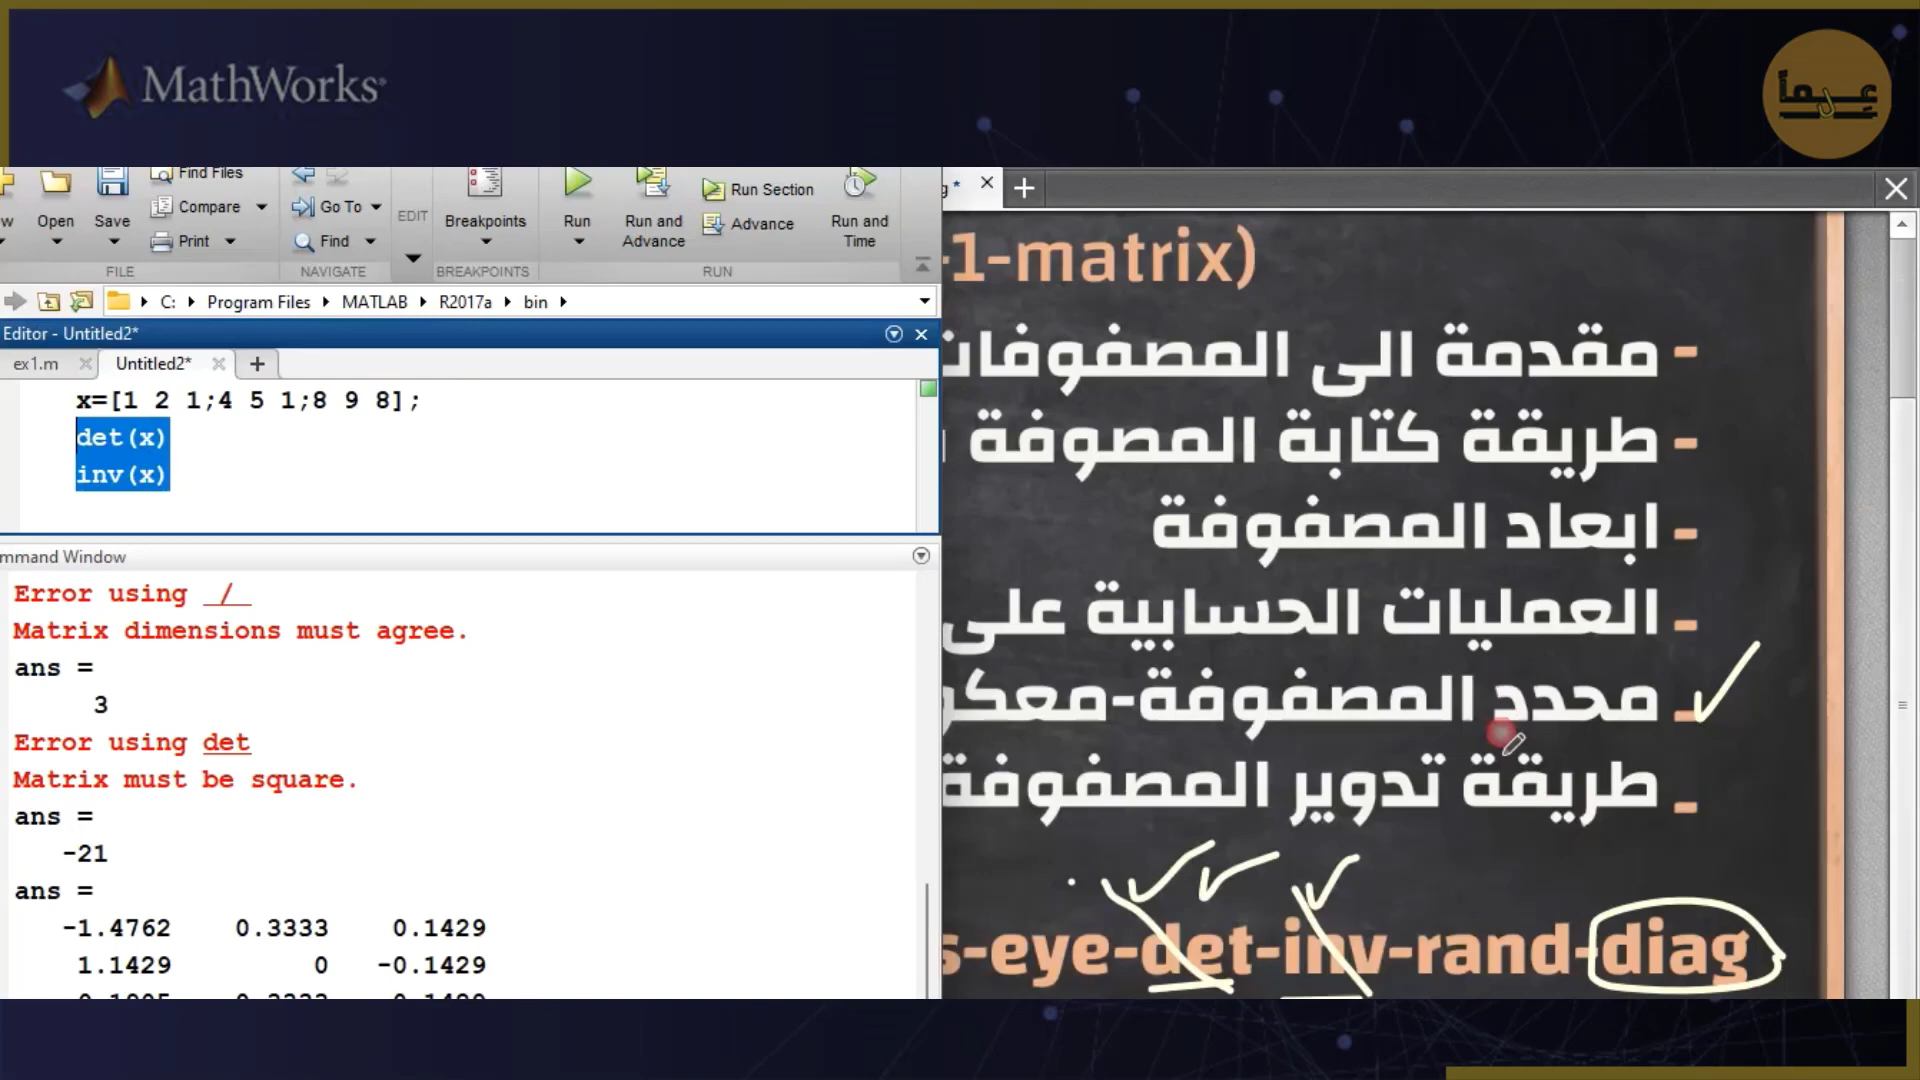 MathWorks®
علماً
Find Files
Open
Save
Compare
Print
Go To
Find
EDIT
Breakpoints
Run
Run and Advance
Run Section
Advance
Run and Time
FILE
NAVIGATE
BREAKPOINTS
RUN
C: Program Files MATLAB R2017a bin
Editor - Untitled2*
ex1.m
Untitled2*
x=[1 2 1;4 5 1;8 9 8];
det(x)
inv(x)
mmand Window
Error using /
Matrix dimensions must agree.
ans =
3
Error using det
Matrix must be square.
ans =
-21
ans =
-1.4762 0.3333 0.1429
1.1429 0 -0.1429
-1-matrix)
- مقدمة الى المصفوفات
- طريقة كتابة المصوفة
- ابعاد المصفوفة
- العمليات الحسابية على
- محدد المصفوفة-معكو
- طريقة تدوير المصفوفة
s-eye-det-inv-rand-diag